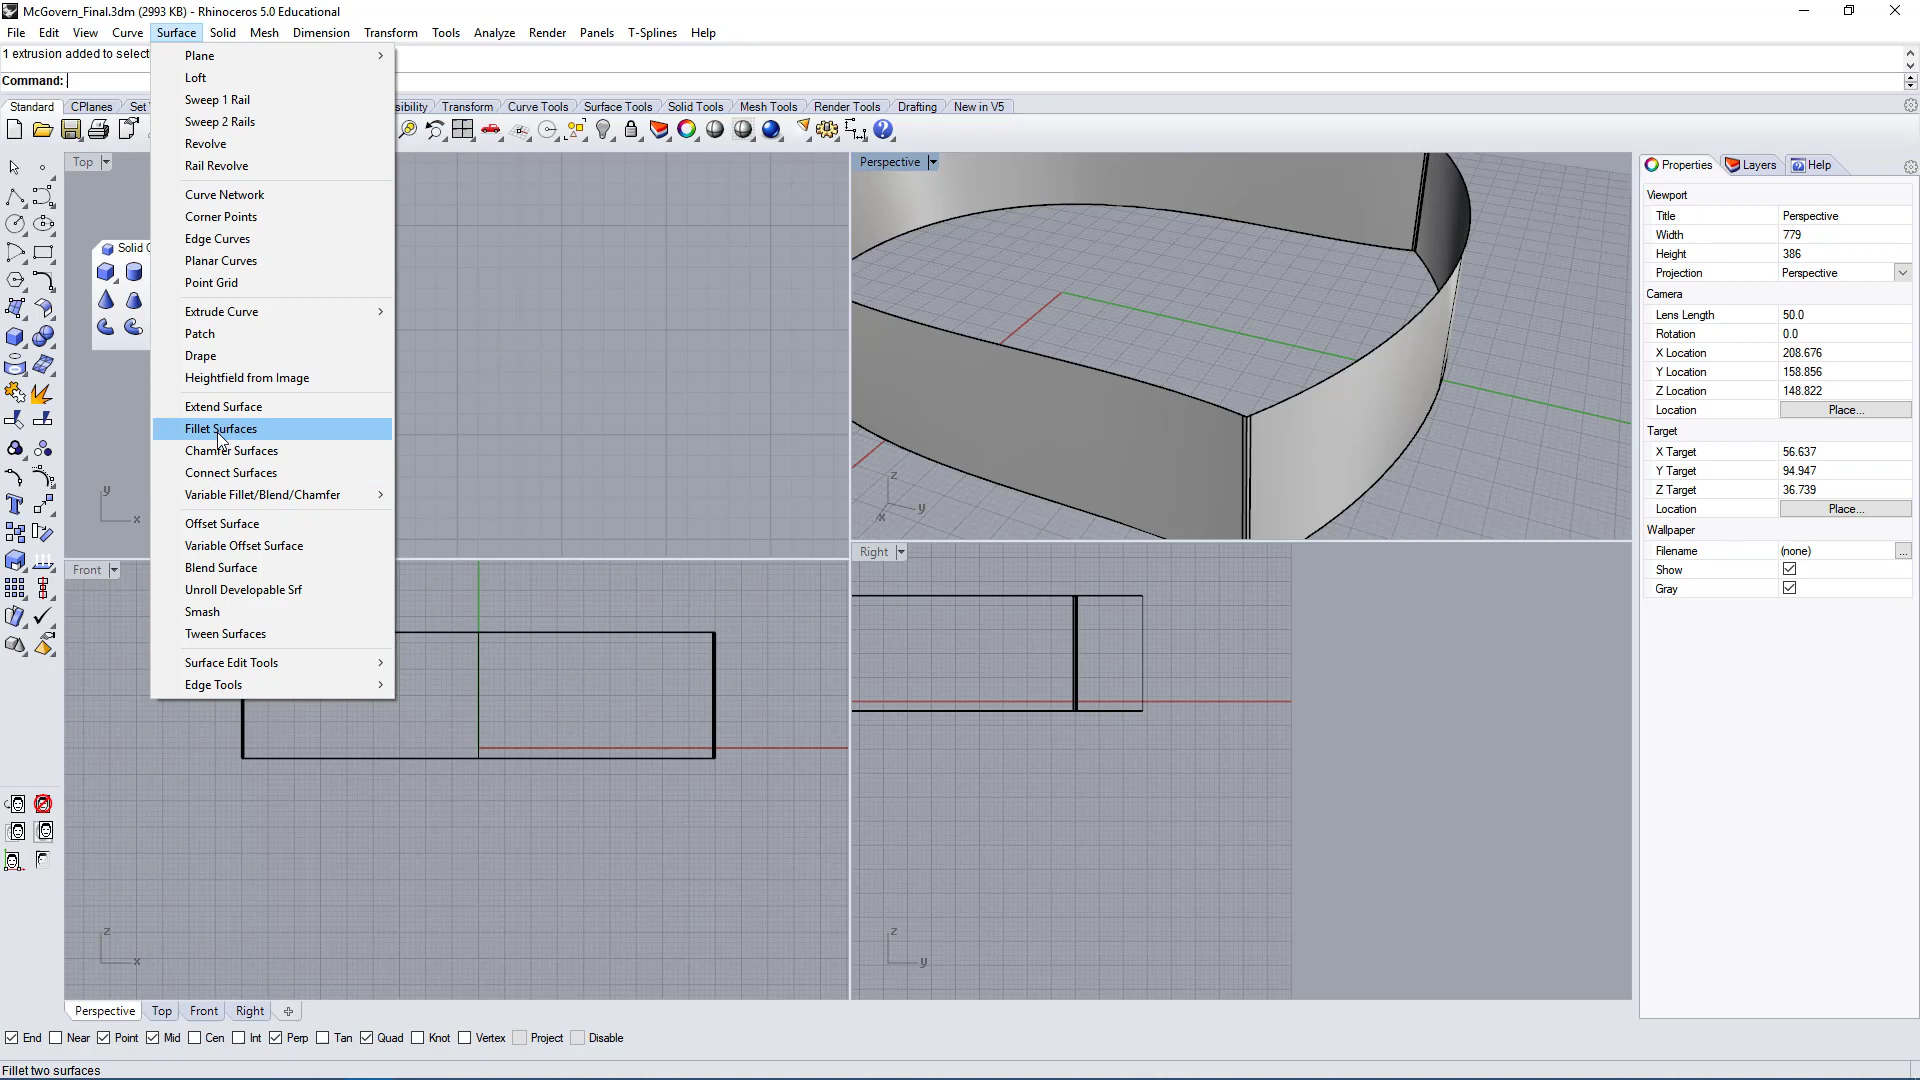 McGovern_Final.3dm (2993 KB) - Rhinoceros 5.0 Educational
File Edit View Curve Surface Solid Mesh Dimension Transform Tools Analyze Render Panels T-Splines Help
1 extrusion added to select
Command:
Standard CPlanes Set sibility Transform Curve Tools Surface Tools Solid Tools Mesh Tools Render Tools Drafting New in V5
Plane
Loft
Sweep 1 Rail
Sweep 2 Rails
Revolve
Rail Revolve
Curve Network
Corner Points
Edge Curves
Planar Curves
Point Grid
Extrude Curve
Patch
Drape
Heightfield from Image
Extend Surface
Fillet Surfaces
Chamfer Surfaces
Connect Surfaces
Variable Fillet/Blend/Chamfer
Offset Surface
Variable Offset Surface
Blend Surface
Unroll Developable Srf
Smash
Tween Surfaces
Surface Edit Tools
Edge Tools
Top
Solid C
y
x
Perspective
z
y
x
Front
z
x
Right
z
y
Properties Layers Help
Viewport
Title Perspective
Width 779
Height 386
Projection Perspective
Camera
Lens Length 50.0
Rotation 0.0
X Location 208.676
Y Location 158.856
Z Location 148.822
Location Place...
Target
X Target 56.637
Y Target 94.947
Z Target 36.739
Location Place...
Wallpaper
Filename (none) ...
Show
Gray
Perspective Top Front Right
End Near Point Mid Cen Int Perp Tan Quad Knot Vertex Project Disable
Fillet two surfaces